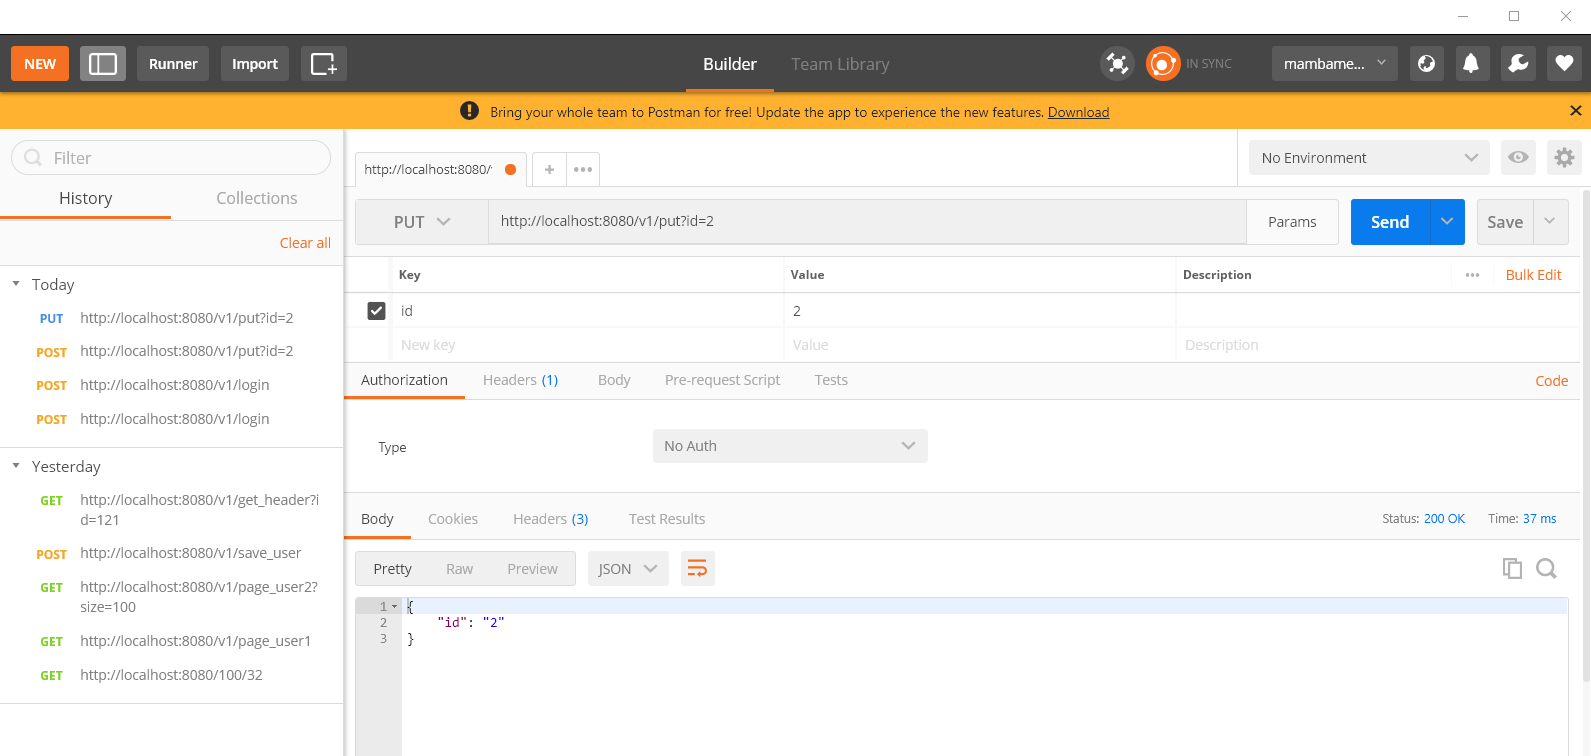 NEW Runner Import Builder Team Library IN SYNC mambame...
Bring your whole team to Postman for free! Update the app to experience the new features. Download
Filter
History Collections
Clear all
Today
PUT http://localhost:8080/v1/put?id=2
POST http://localhost:8080/v1/put?id=2
POST http://localhost:8080/v1/login
POST http://localhost:8080/v1/login
Yesterday
GET http://localhost:8080/v1/get_header?i
d=121
POST http://localhost:8080/v1/save_user
GET http://localhost:8080/v1/page_user2?
size=100
GET http://localhost:8080/v1/page_user1
GET http://localhost:8080/100/32
http://localhost:8080/ + ••• No Environment
PUT http://localhost:8080/v1/put?id=2 Params Send Save
Key Value Description ••• Bulk Edit
id 2
New key Value Description
Authorization Headers (1) Body Pre-request Script Tests Code
Type No Auth
Body Cookies Headers (3) Test Results Status: 200 OK Time: 37 ms
Pretty Raw Preview JSON
1 {
2 "id": "2"
3 }